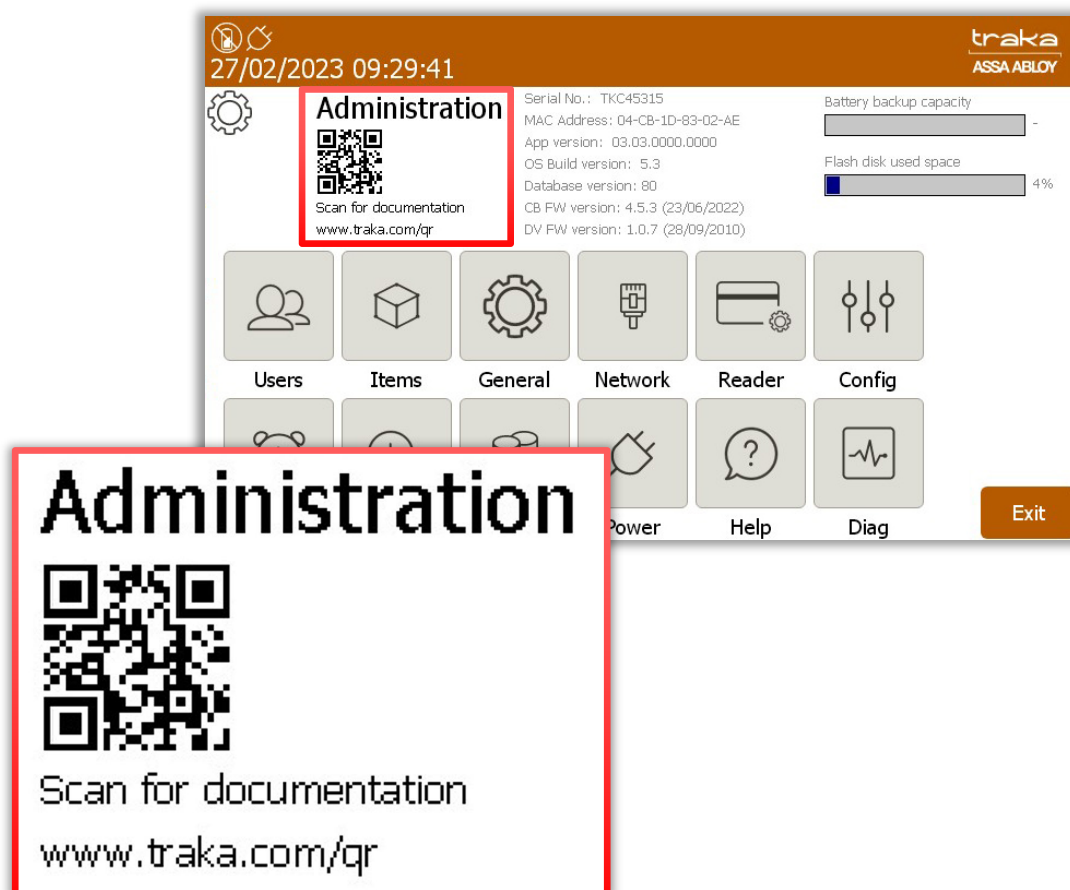 traka
27/02/2023 09:29:41
ASSA ABLOY
Administration
Scan for documentation
www.traka.com/qr
Serial No.: TKC45315
MAC Address: 04-CB-1D-83-02-AE
App version: 03.03.0000.0000
OS Build version: 5.3
Database version: 80
CB FW version: 4.5.3 (23/06/2022)
DV FW version: 1.0.7 (28/09/2010)
Battery backup capacity
-
Flash disk used space
4%
Users
Items
General
Network
Reader
Config
Power
Help
Diag
Exit
Administration
Scan for documentation
www.traka.com/qr